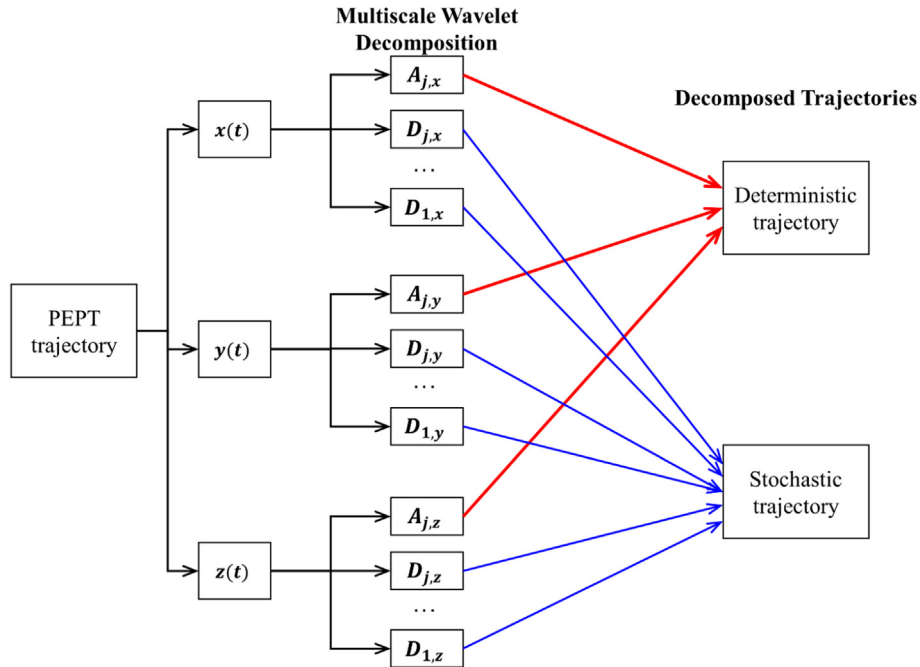 Multiscale Wavelet
Decomposition
Decomposed Trajectories
PEPT
trajectory
x(t)
y(t)
z(t)
A_{j,x}
D_{j,x}
...
D_{1,x}
A_{j,y}
D_{j,y}
...
D_{1,y}
A_{j,z}
D_{j,z}
...
D_{1,z}
Deterministic
trajectory
Stochastic
trajectory